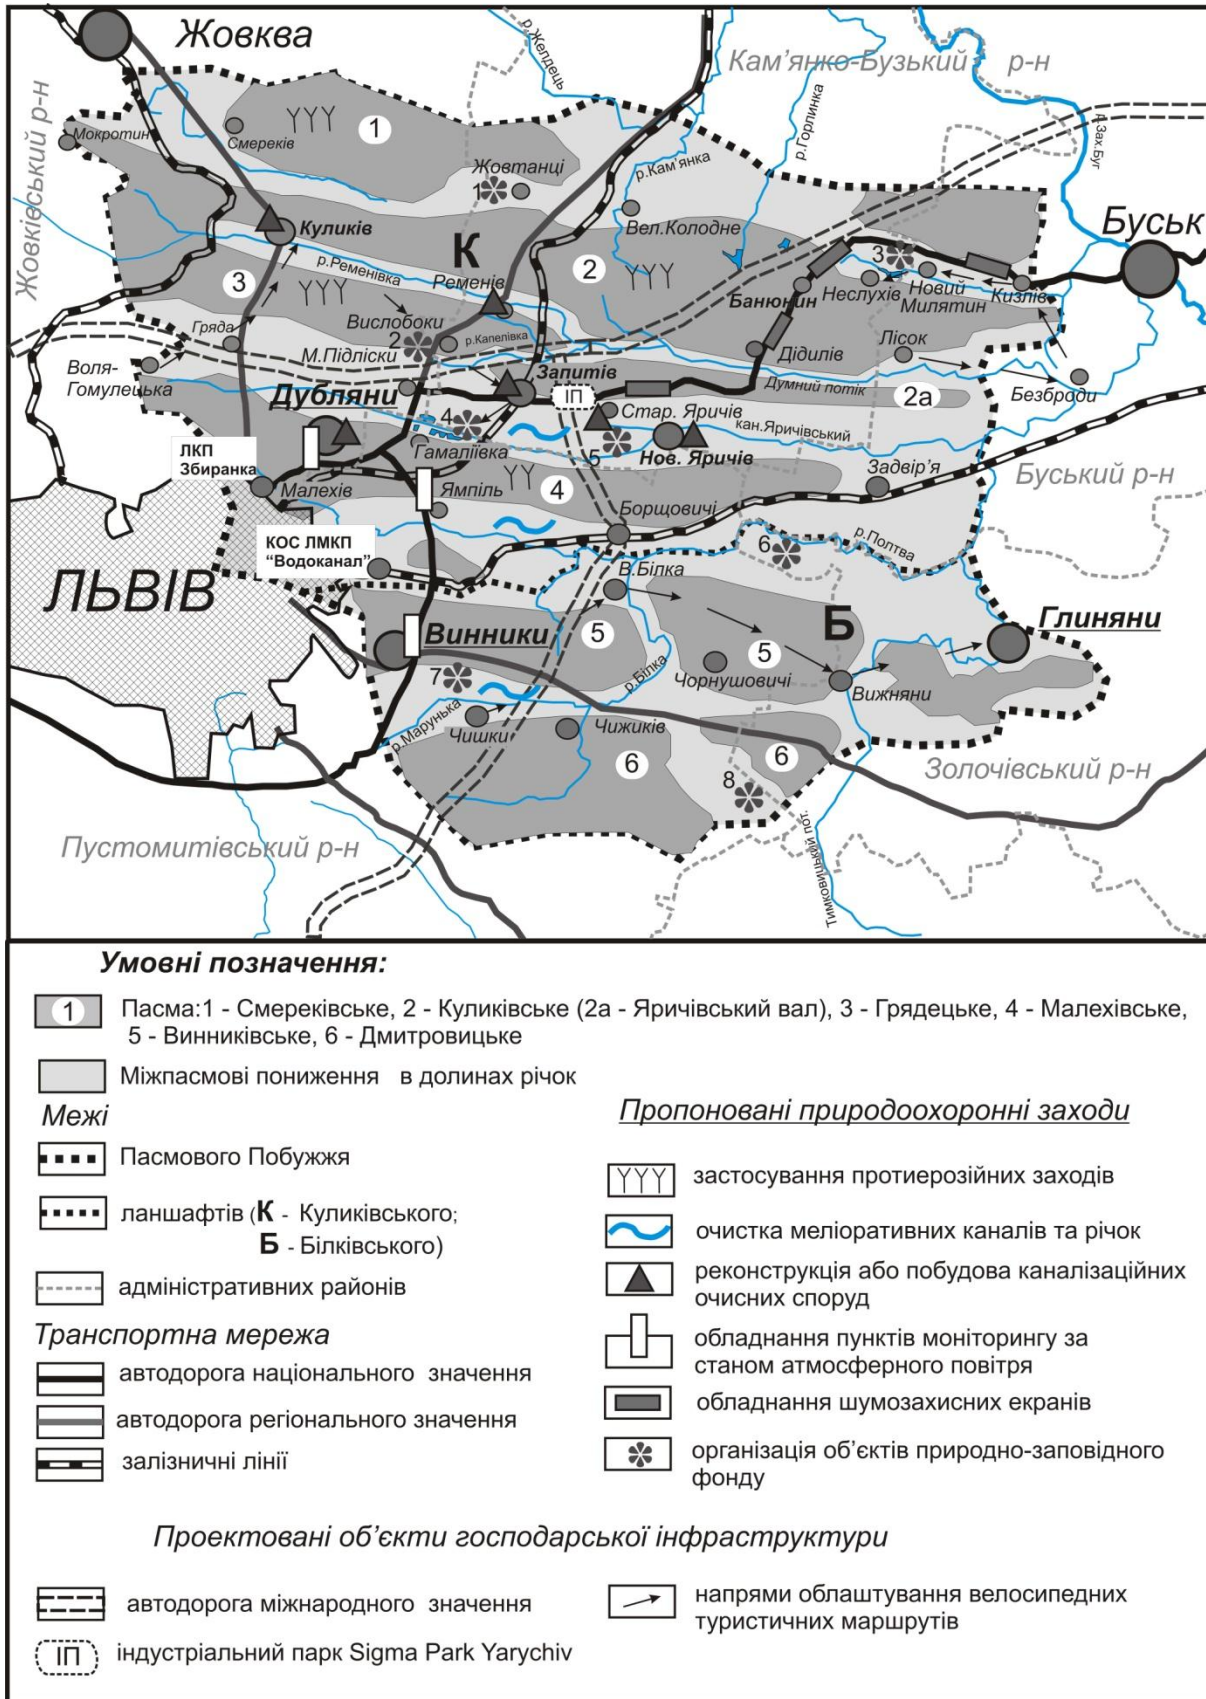 Жовква
р. Желдець
Кам’янко-Бузький р-н
р.Горпинка
р.Зах.Буг
Жовківський р-н
Мокротин
Смереків
1
Жовтанці
1
р.Кам’янка
Вел.Колодне
Буськ
Куликів
К
р.Ременівка
Ременів
2
3
3
Неслухів
Новий
Милятин
Кизлів
Банюнин
Гряда
Вислоboки
2
р.Капелівка
М.Підліски
Воля-
Гомулецька
Дідилів
Лісок
Запитів
Думний потік
2а
Безброди
Дубляни
ІП
Стар. Яричів
кан.Яричівський
4
5
Нов. Яричів
Гамаліївка
ЛКП
Збиранка
Малехів
Ямпіль
4
Задвір’я
Буський р-н
Борщовичі
КОС ЛМКП
“Водоканал”
р.Полтва
6
ЛЬВІВ
В.Білка
Б
Глиняни
Винники
5
5
Чорнушовичі
Вижняни
7
р.Білка
р.Марунька
Чишки
Чижиків
6
6
8
Золочівський р-н
Пустомитівський р-н
Тимковицький пот.
Умовні позначення:
1
Пасма:1 - Смереківське, 2 - Куликівське (2а - Яричівський вал), 3 - Грядецьке, 4 - Малехівське,
5 - Винниківське, 6 - Дмитровицьке
Міжпасмові пониження в долинах річок
Межі
Пасмового Побужжя
ланшафтів (К - Куликівського;
Б - Білківського)
адміністративних районів
Транспортна мережа
автодорога національного значення
автодорога регіонального значення
залізничні лінії
Пропоновані природоохоронні заходи
застосування протиерозійних заходів
очистка меліоративних каналів та річок
реконструкція або побудова каналізаційних
очисних споруд
обладнання пунктів моніторингу за
станом атмосферного повітря
обладнання шумозахисних екранів
організація об’єктів природно-заповідного
фонду
Проектовані об’єкти господарської інфраструктури
автодорога міжнародного значення
ІП
індустріальний парк Sigma Park Yarychiv
напрями облаштування велосипедних
туристичних маршрутів